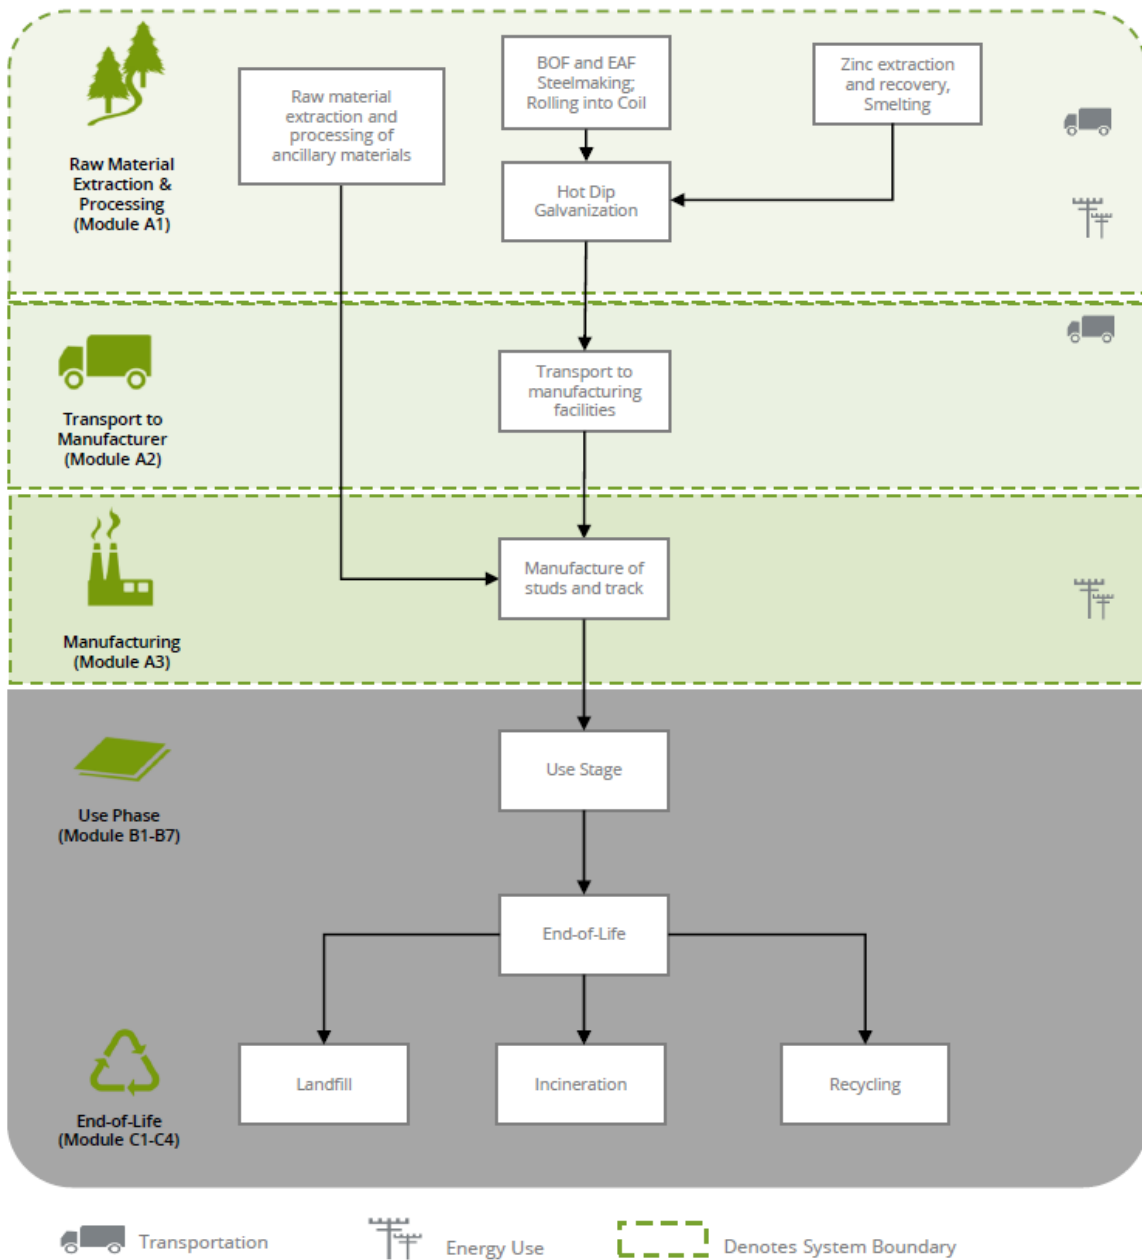 Raw Material
Extraction &
Processing
(Module A1)
Raw material
extraction and
processing of
ancillary materials
BOF and EAF
Steelmaking;
Rolling into Coil
Zinc extraction
and recovery,
Smelting
Hot Dip
Galvanization
Transport to
Manufacturer
(Module A2)
Transport to
manufacturing
facilities
Manufacturing
(Module A3)
Manufacture of
studs and track
Use Phase
(Module B1-B7)
Use Stage
End-of-Life
End-of-Life
(Module C1-C4)
Landfill
Incineration
Recycling
Transportation
Energy Use
Denotes System Boundary